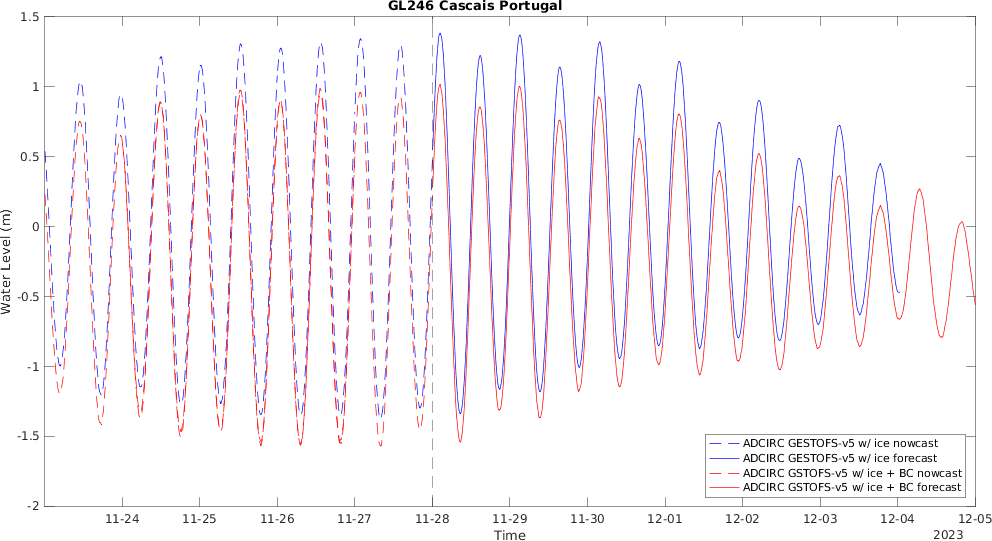 GL246 Cascais Portugal
1.5
1
0.5
0
-0.5
-1
-1.5
-2
Water Level (m)
ADCIRC GESTOFS-v5 w/ ice nowcast
ADCIRC GESTOFS-v5 w/ ice forecast
ADCIRC GSTOFS-v5 w/ ice + BC nowcast
ADCIRC GSTOFS-v5 w/ ice + BC forecast
11-24 11-25 11-26 11-27 11-28 11-29 11-30 12-01 12-02 12-03 12-04 12-05
Time
2023